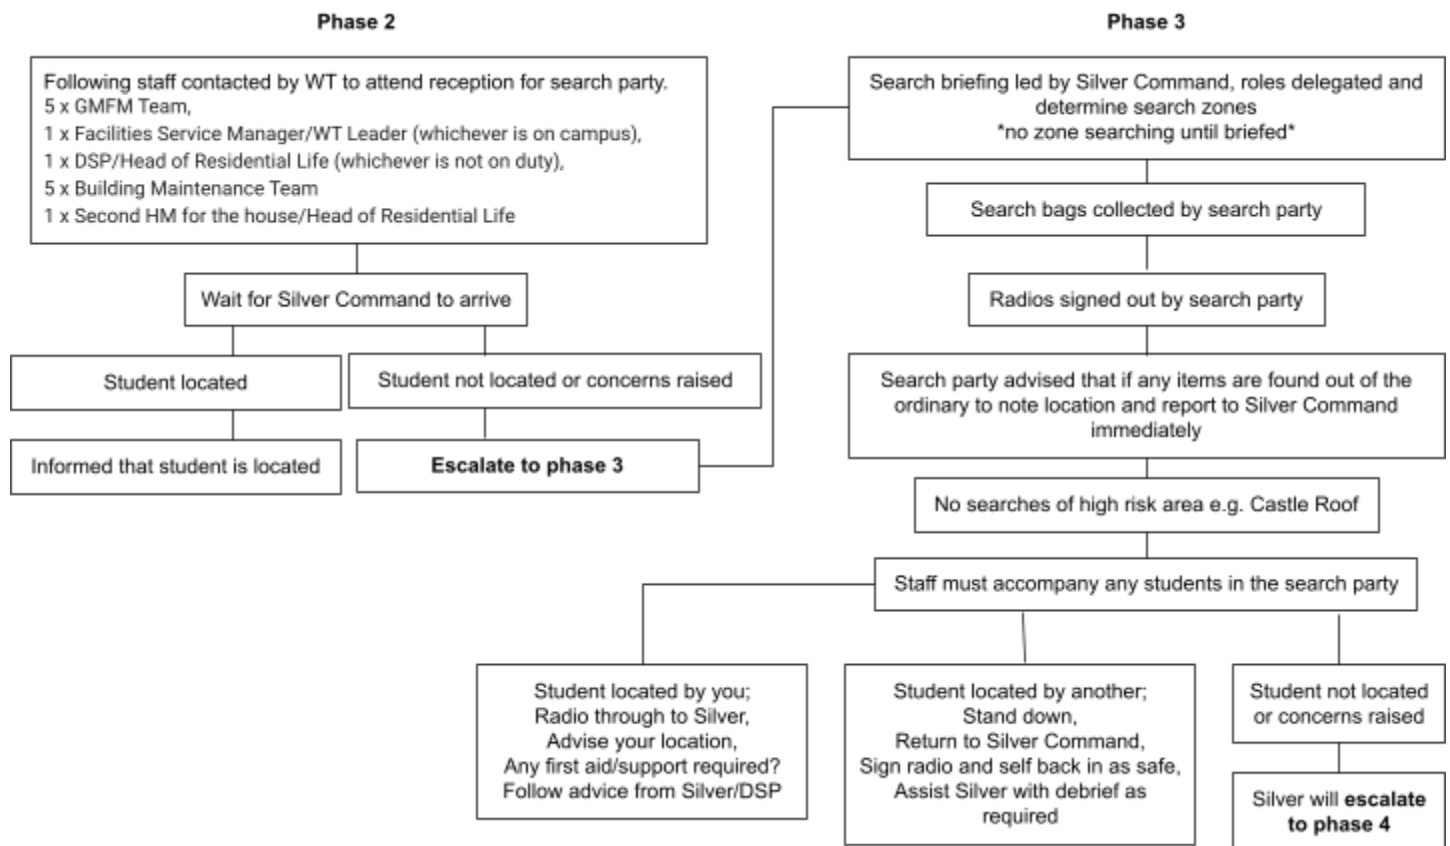 Phase 2
Following staff contacted by WT to attend reception for search party.
5 x GMFM Team,
1 x Facilities Service Manager/WT Leader (whichever is on campus),
1 x DSP/Head of Residential Life (whichever is not on duty),
5 x Building Maintenance Team
1 x Second HM for the house/Head of Residential Life
Wait for Silver Command to arrive
Student located
Student not located or concerns raised
Informed that student is located
Escalate to phase 3
Phase 3
Search briefing led by Silver Command, roles delegated and
determine search zones
*no zone searching until briefed*
Search bags collected by search party
Radios signed out by search party
Search party advised that if any items are found out of the
ordinary to note location and report to Silver Command
immediately
No searches of high risk area e.g. Castle Roof
Staff must accompany any students in the search party
Student located by you;
Radio through to Silver,
Advise your location,
Any first aid/support required?
Follow advice from Silver/DSP
Student located by another;
Stand down,
Return to Silver Command,
Sign radio and self back in as safe,
Assist Silver with debrief as
required
Student not located
or concerns raised
Silver will escalate
to phase 4